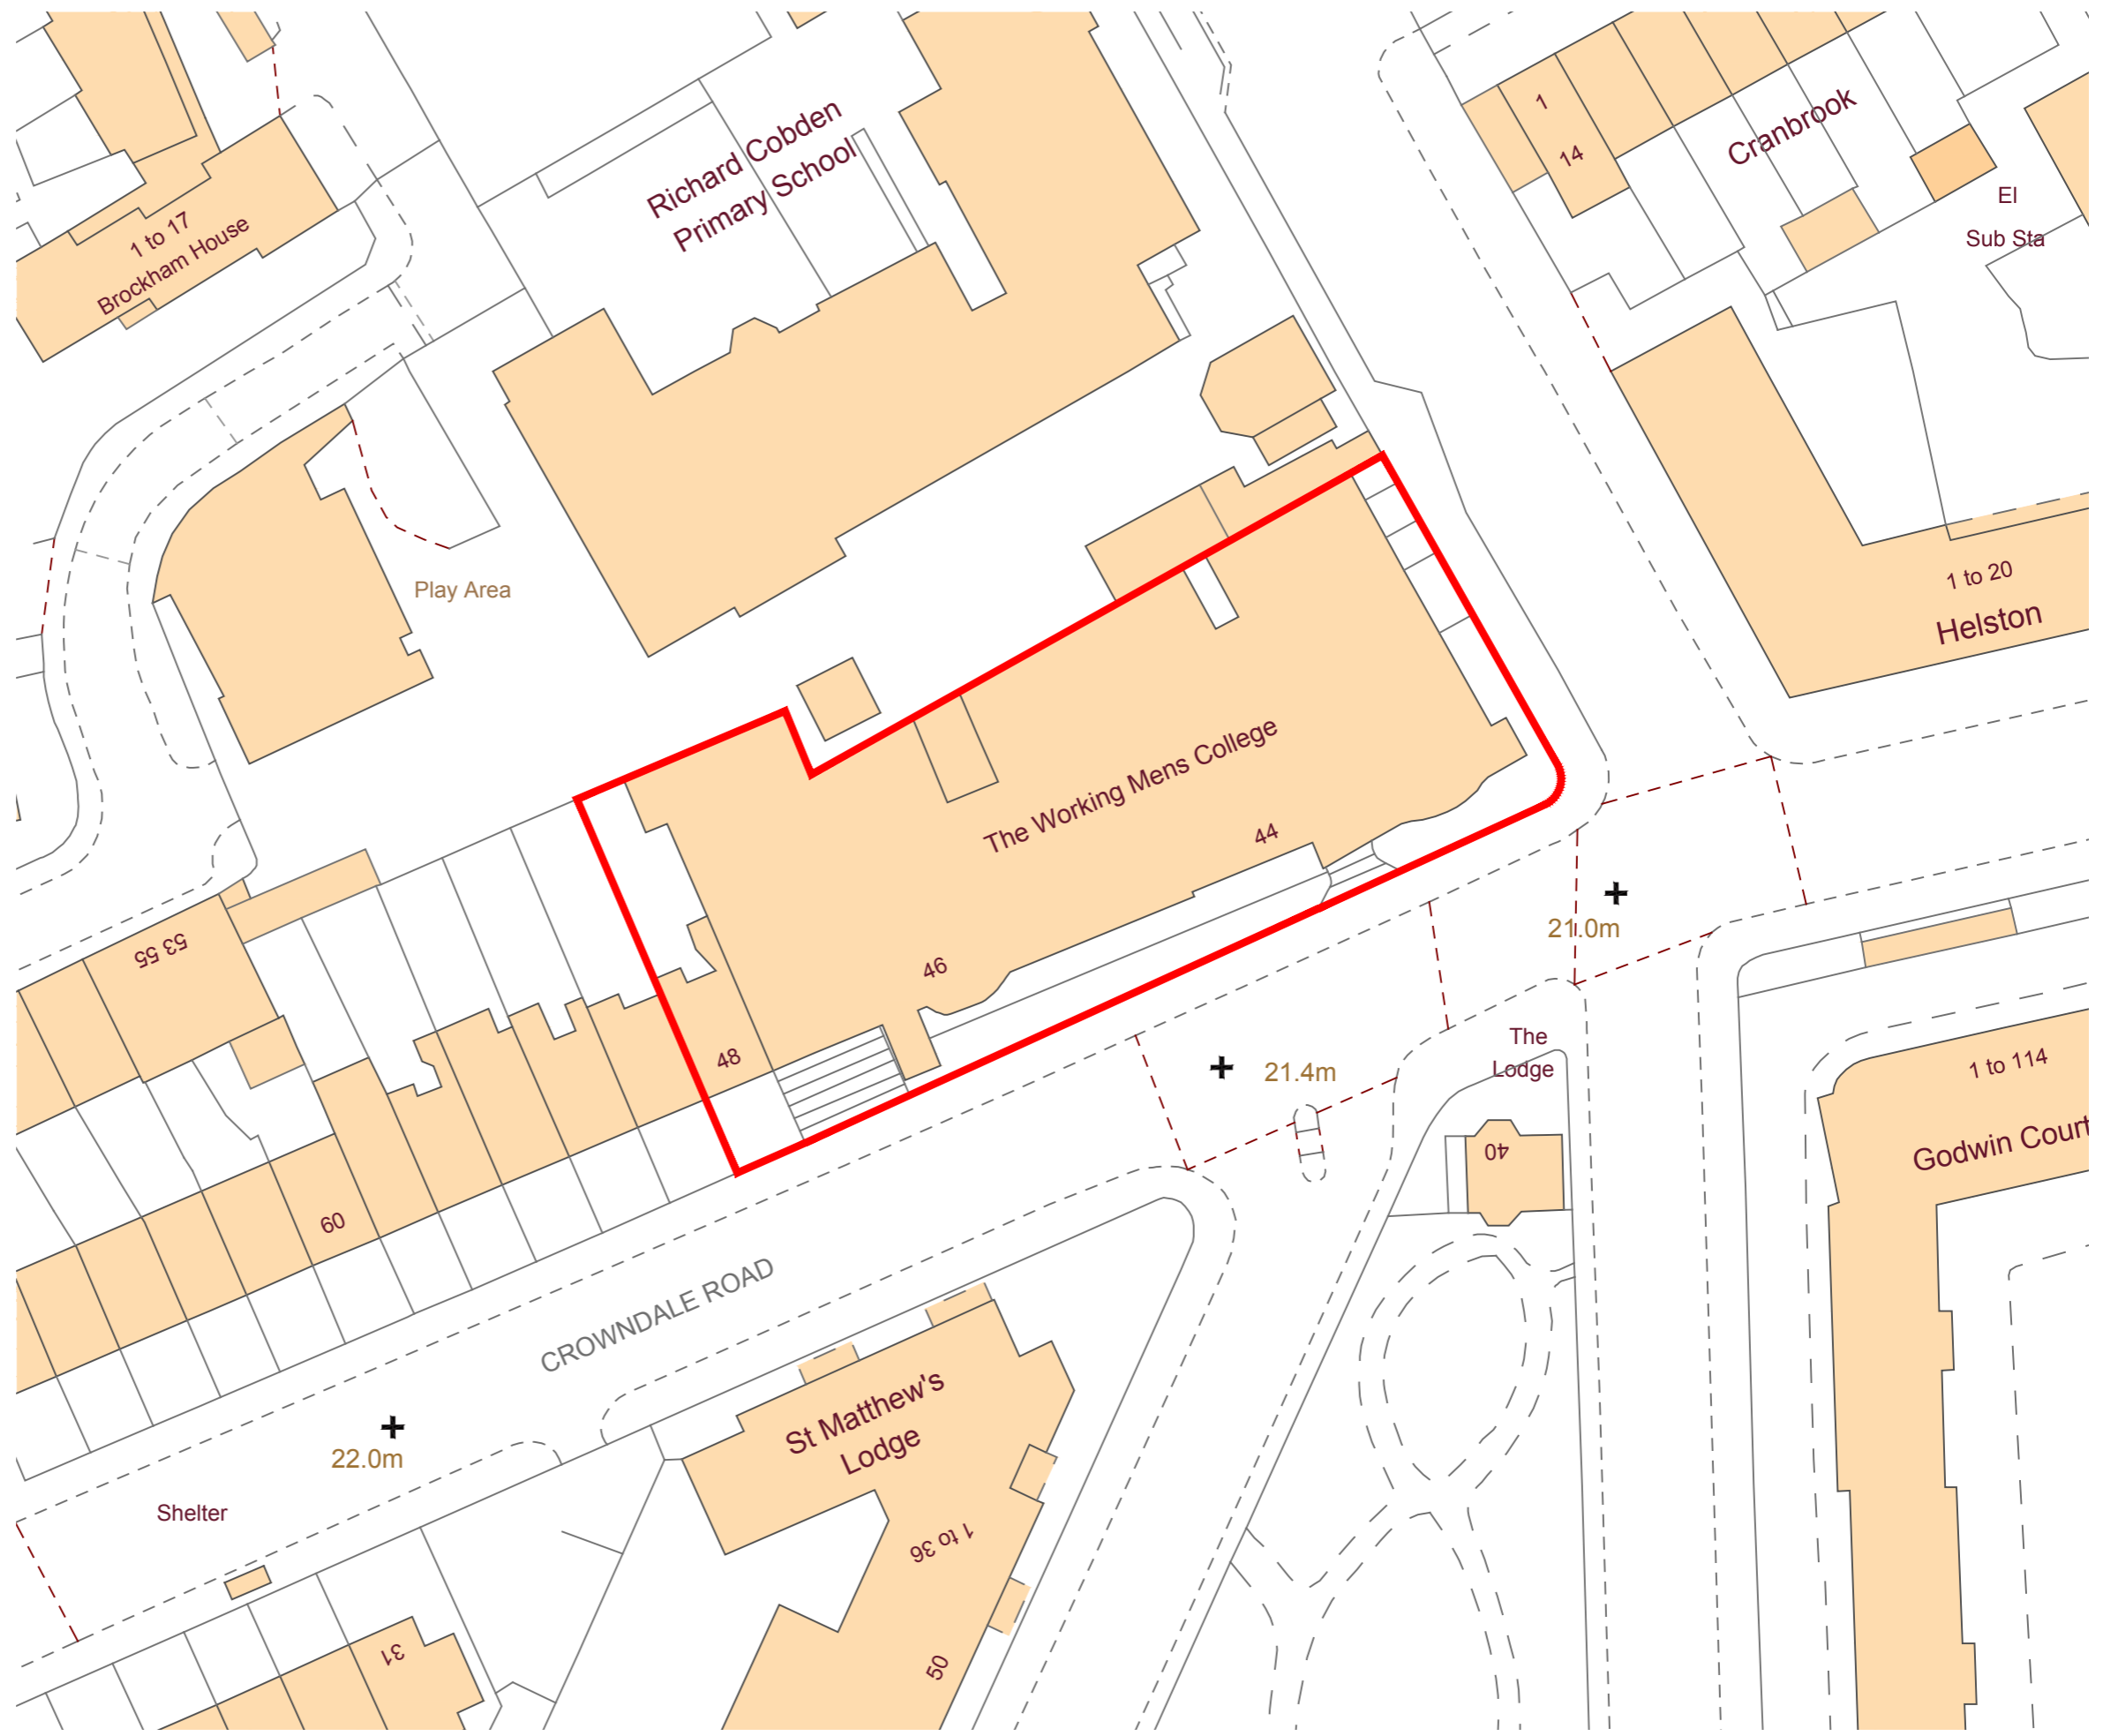 1
14
Cranbrook
Richard Cobden
Primary School
El
Sub Sta
1 to 17
Brockham House
Play Area
1 to 20
Helston
The Working Mens College
44
46
48
53 55
21.0m
The
Lodge
21.4m
40
1 to 114
Godwin Court
60
CROWNDALE ROAD
St Matthew's
Lodge
22.0m
Shelter
1 to 36
31
50